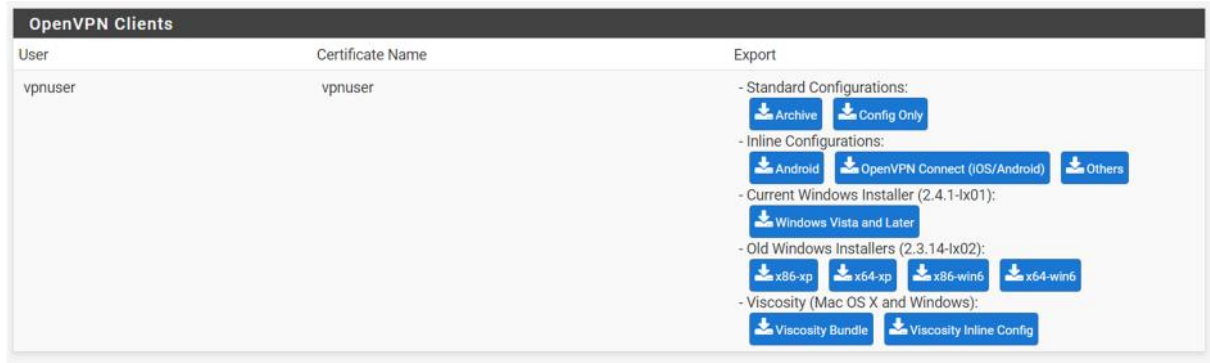 OpenVPN Clients
User Certificate Name Export
vpnuser vpnuser - Standard Configurations:
Archive Config Only
- Inline Configurations:
Android OpenVPN Connect (iOS/Android) Others
- Current Windows Installer (2.4.1-Ix01):
Windows Vista and Later
- Old Windows Installers (2.3.14-Ix02):
x86-xp x64-xp x86-win6 x64-win6
- Viscosity (Mac OS X and Windows):
Viscosity Bundle Viscosity Inline Config